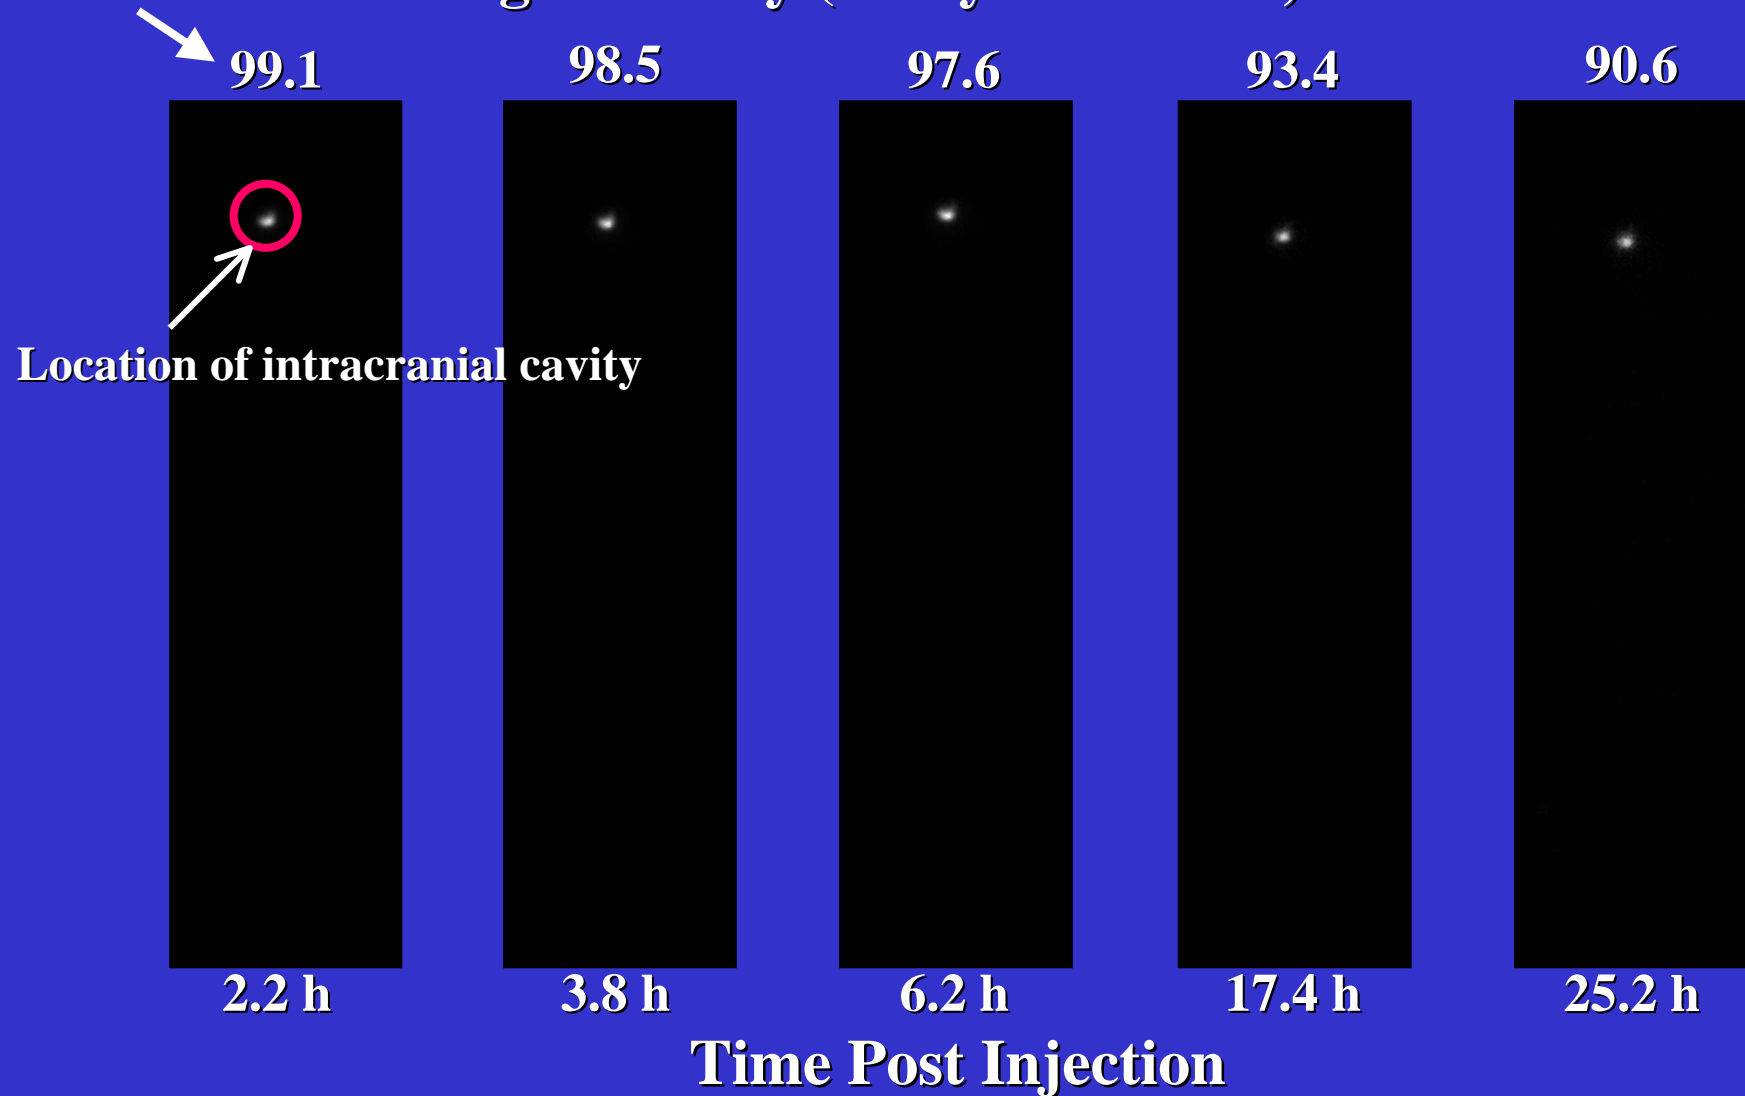 99.1 98.5 97.6 93.4 90.6
Location of intracranial cavity
2.2 h 3.8 h 6.2 h 17.4 h 25.2 h
Time Post Injection